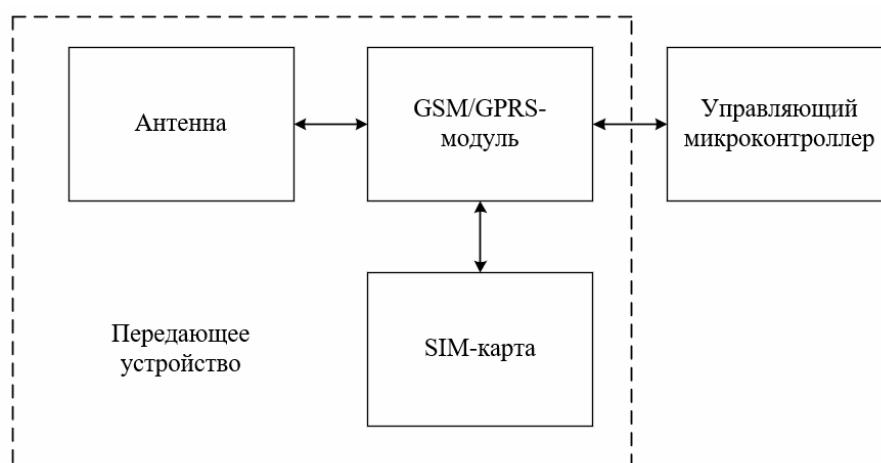 Антенна
GSM/GPRS-
модуль
Управляющий
микроконтроллер
Передающее
устройство
SIM-карта